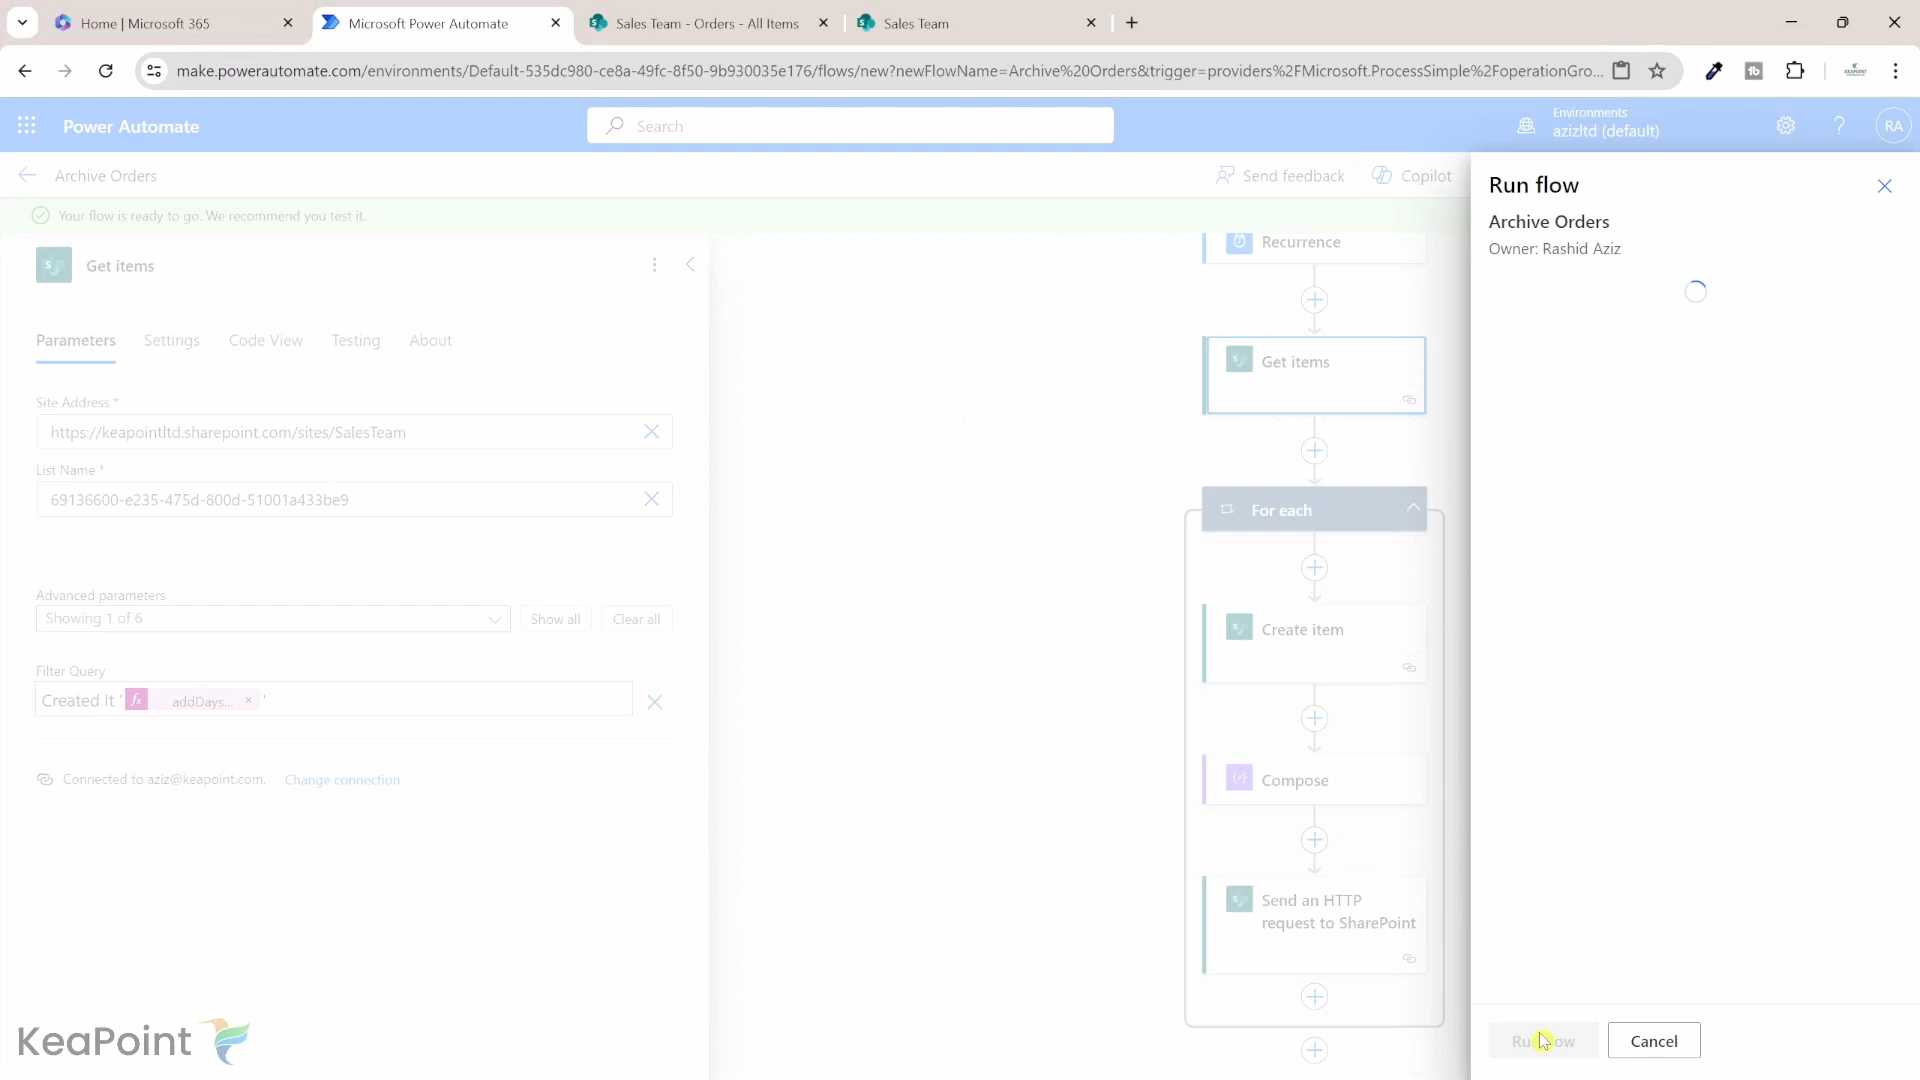 Home | Microsoft 365
Microsoft Power Automate
Sales Team - Orders - All Items
Sales Team
make.powerautomate.com/environments/Default-535dc980-ce8a-49fc-8f50-9b930035e176/flows/new?newFlowName=Archive%20Orders&trigger=providers%2FMicrosoft.ProcessSimple%2FoperationGro...
Power Automate
Search
Environments
azizltd (default)
RA
Archive Orders
Send feedback
Copilot
Your flow is ready to go. We recommend you test it.
Get items
Parameters
Settings
Code View
Testing
About
Site Address *
https://keapointltd.sharepoint.com/sites/SalesTeam
List Name *
69136600-e235-475d-800d-51001a433be9
Advanced parameters
Showing 1 of 6
Show all
Clear all
Filter Query
Created lt ' fx addDays... × '
Connected to aziz@keapoint.com.
Change connection
Recurrence
Get items
For each
Create item
Compose
Send an HTTP
request to SharePoint
Run flow
Archive Orders
Owner: Rashid Aziz
Cancel
KeaPoint